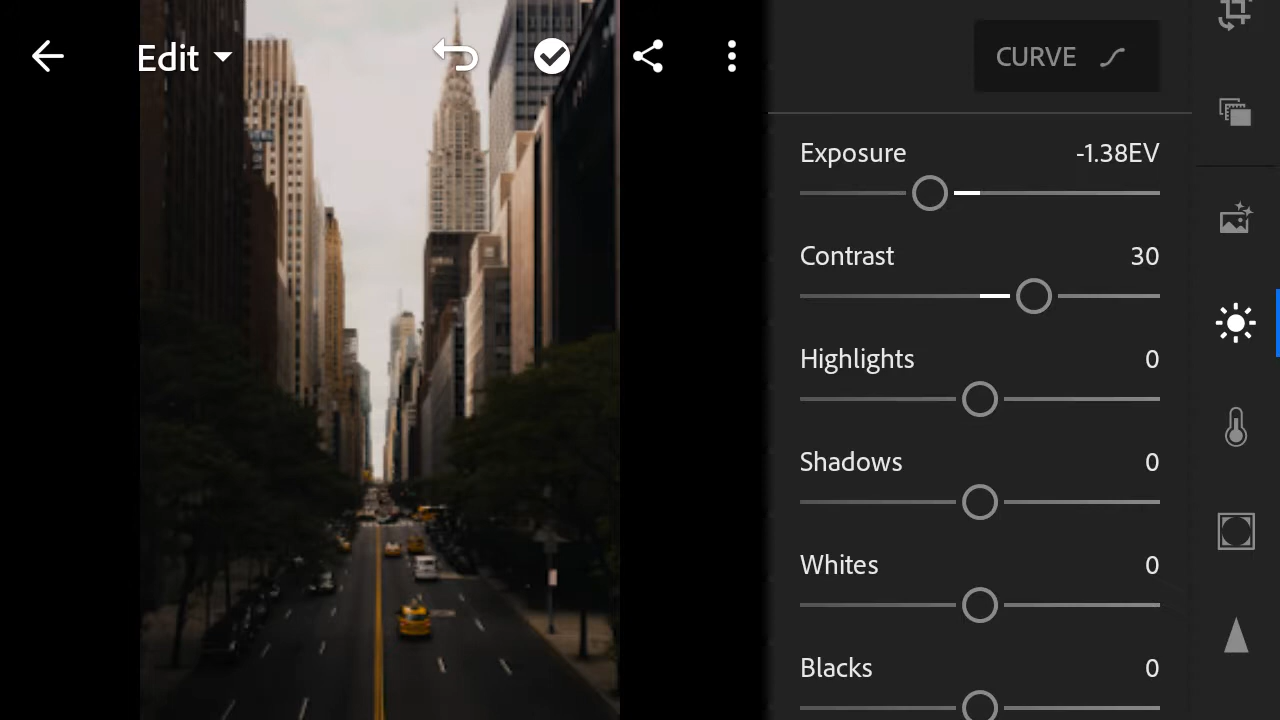 Edit
CURVE
Exposure -1.38EV
Contrast 30
Highlights 0
Shadows 0
Whites 0
Blacks 0